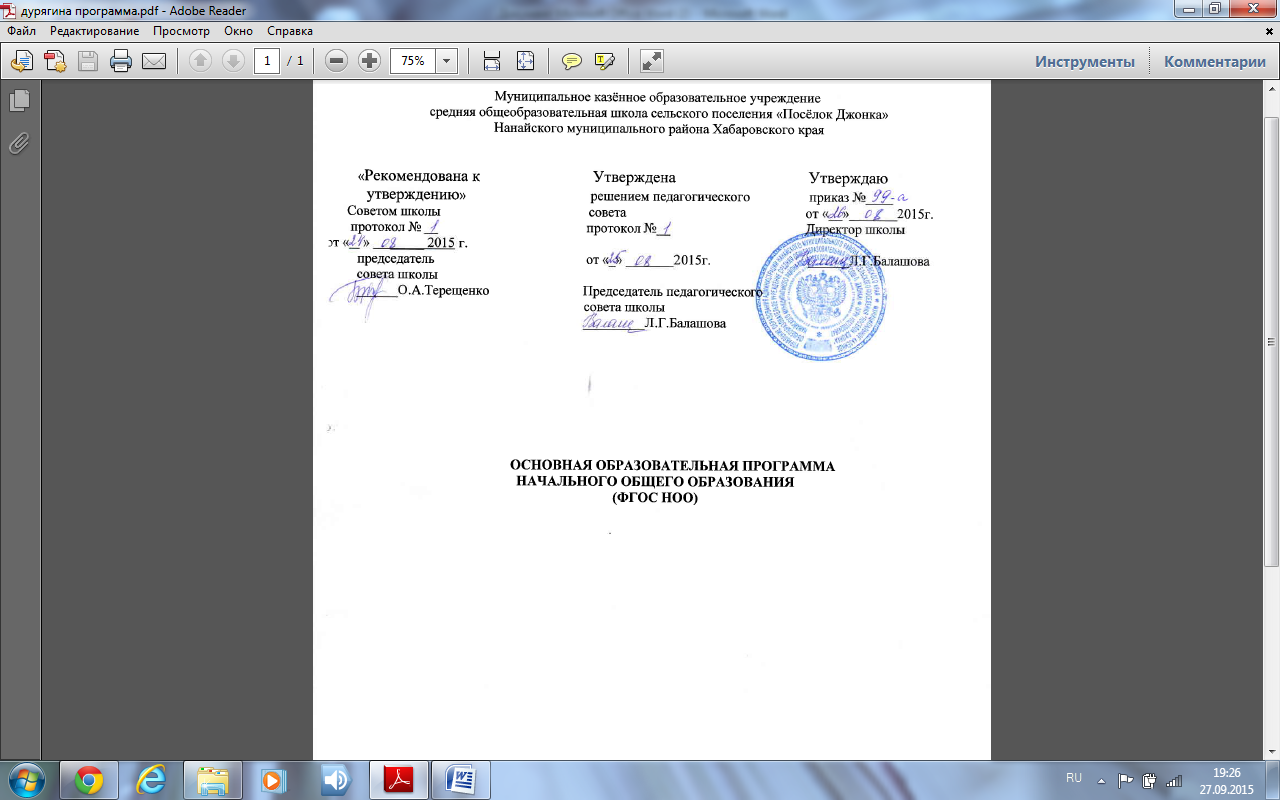 дурягина программа.pdf - Adobe Reader
Файл Редактирование Просмотр Окно Справка
1 / 1 75% Инструменты Комментарии
Муниципальное казённое образовательное учреждение
средняя общеобразовательная школа сельского поселения «Посёлок Джонка»
Нанайского муниципального района Хабаровского края
«Рекомендована к
утверждению»
Советом школы
протокол № 1
от «24» 08 2015 г.
председатель
совета школы
О.А.Терещенко
Утверждена
решением педагогического
совета
протокол № 1
от «25» 08 2015г.
Председатель педагогического
совета школы
Л.Г.Балашова
Утверждаю
приказ № 99-а
от «26» 08 2015г.
Директор школы
Л.Г.Балашова
ОСНОВНАЯ ОБРАЗОВАТЕЛЬНАЯ ПРОГРАММА
НАЧАЛЬНОГО ОБЩЕГО ОБРАЗОВАНИЯ
(ФГОС НОО)
RU
19:26
27.09.2015